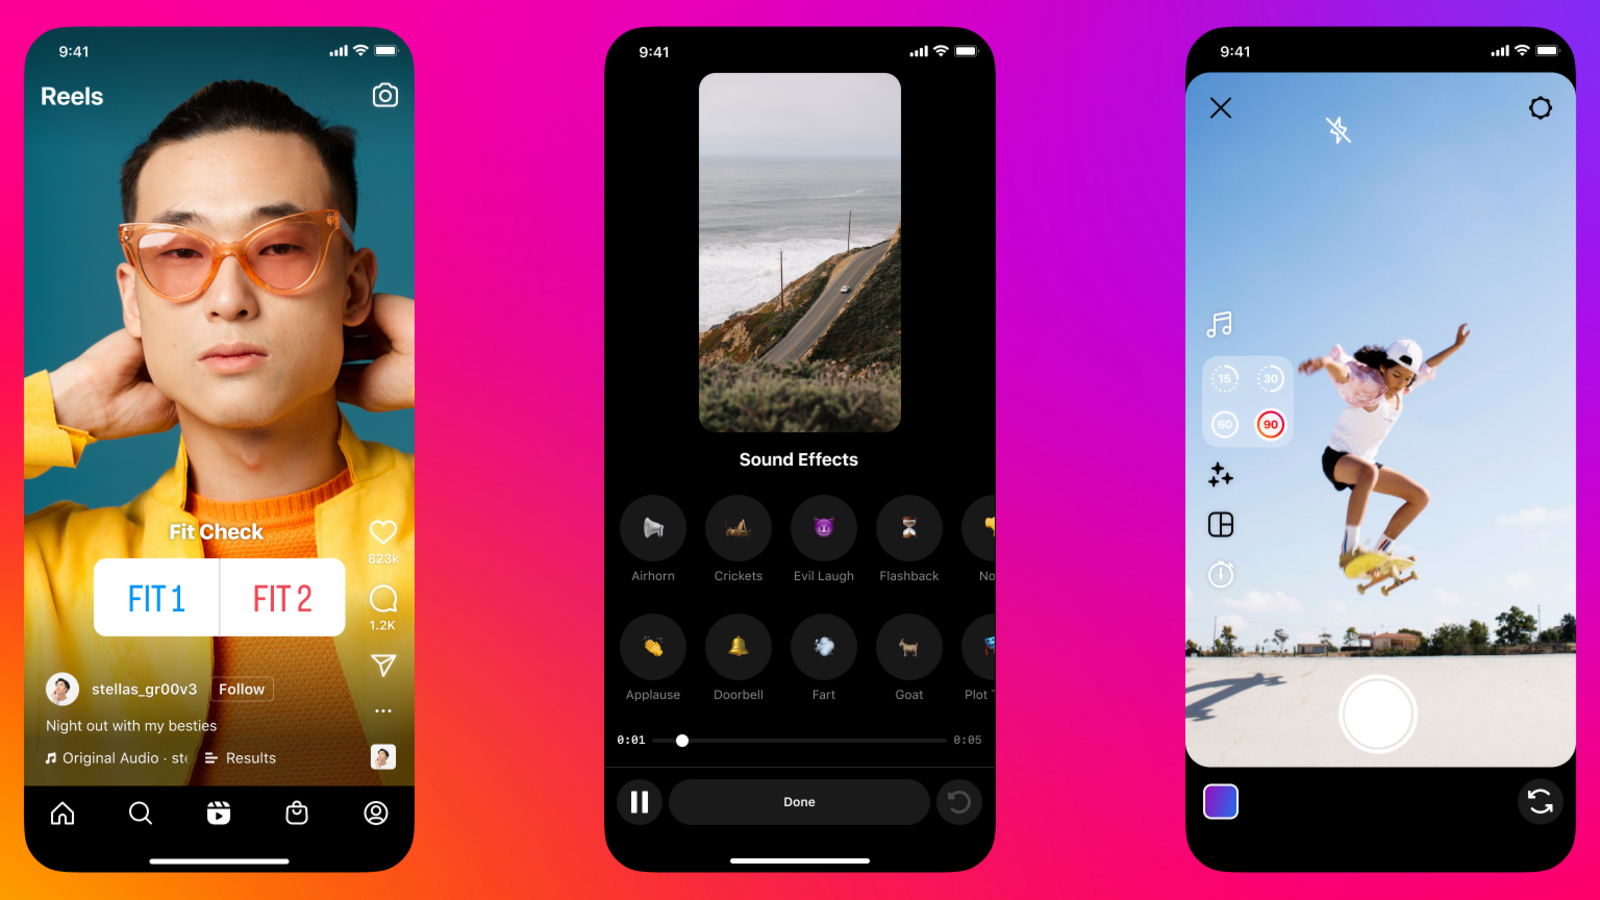 9:41
Reels
Fit Check
FIT 1
FIT 2
823k
1.2K
stellas_gr00v3
Follow
Night out with my besties
Original Audio ·
Results
9:41
Sound Effects
Airhorn
Crickets
Evil Laugh
Flashback
No
Applause
Doorbell
Fart
Goat
Plot
0:01
0:05
Done
9:41
15
30
60
90